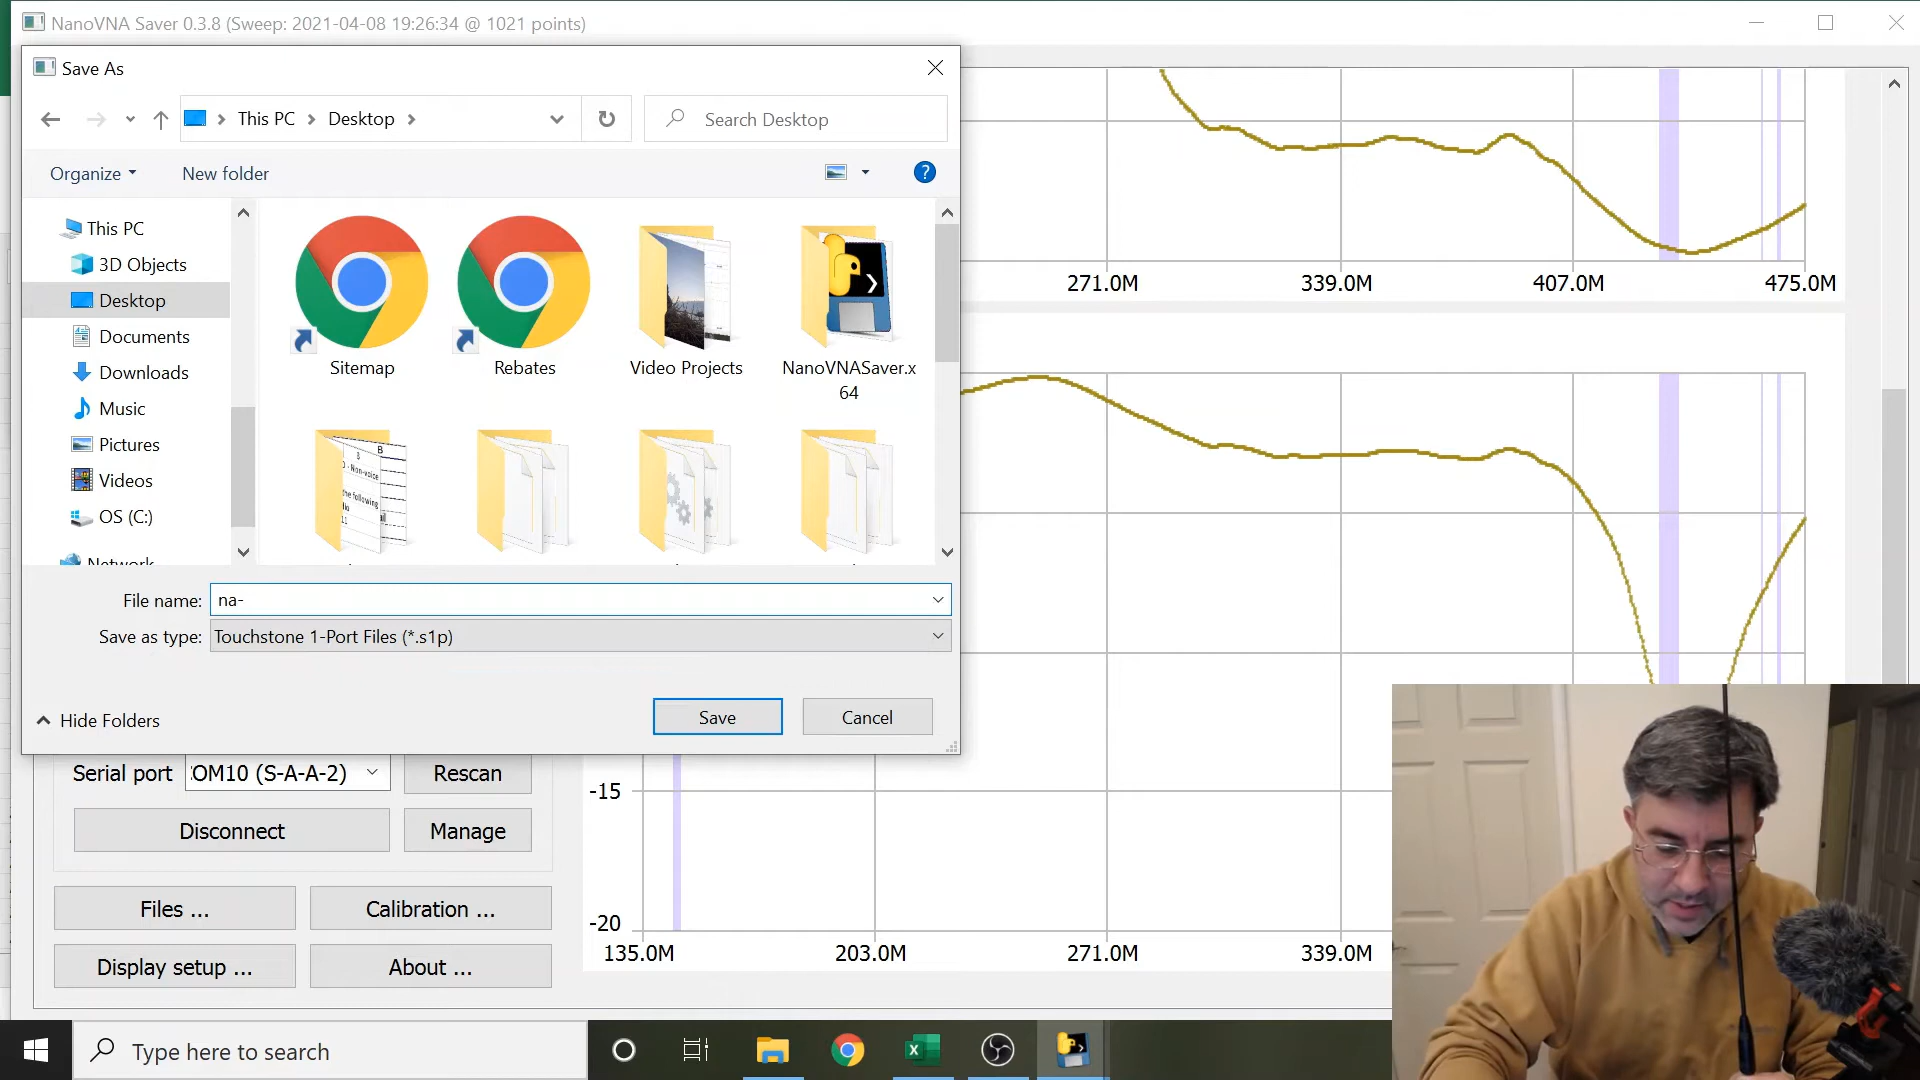 NanoVNA Saver 0.3.8 (Sweep: 2021-04-08 19:26:34 @ 1021 points)
Save As
This PC
Desktop
Search Desktop
Organize
New folder
?
This PC
3D Objects
Desktop
Documents
Downloads
Music
Pictures
Videos
OS (C:)
Network
Sitemap
Rebates
Video Projects
NanoVNASaver.x
64
File name:
na-
Save as type:
Touchstone 1-Port Files (*.s1p)
Hide Folders
Save
Cancel
271.0M
339.0M
407.0M
475.0M
Serial port
COM10 (S-A-A-2)
Rescan
Disconnect
Manage
Files ...
Calibration ...
Display setup ...
About ...
-15
-20
135.0M
203.0M
271.0M
339.0M
Type here to search